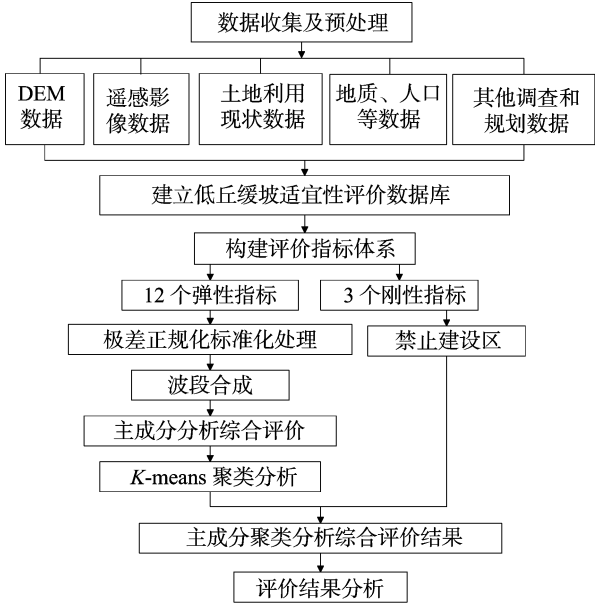 数据收集及预处理
DEM
数据
遥感影
像数据
土地利用
现状数据
地质、人口
等数据
其他调查和
规划数据
建立低丘缓坡适宜性评价数据库
构建评价指标体系
12个弹性指标
3个刚性指标
极差正规化标准化处理
禁止建设区
波段合成
主成分分析综合评价
K-means 聚类分析
主成分聚类分析综合评价结果
评价结果分析